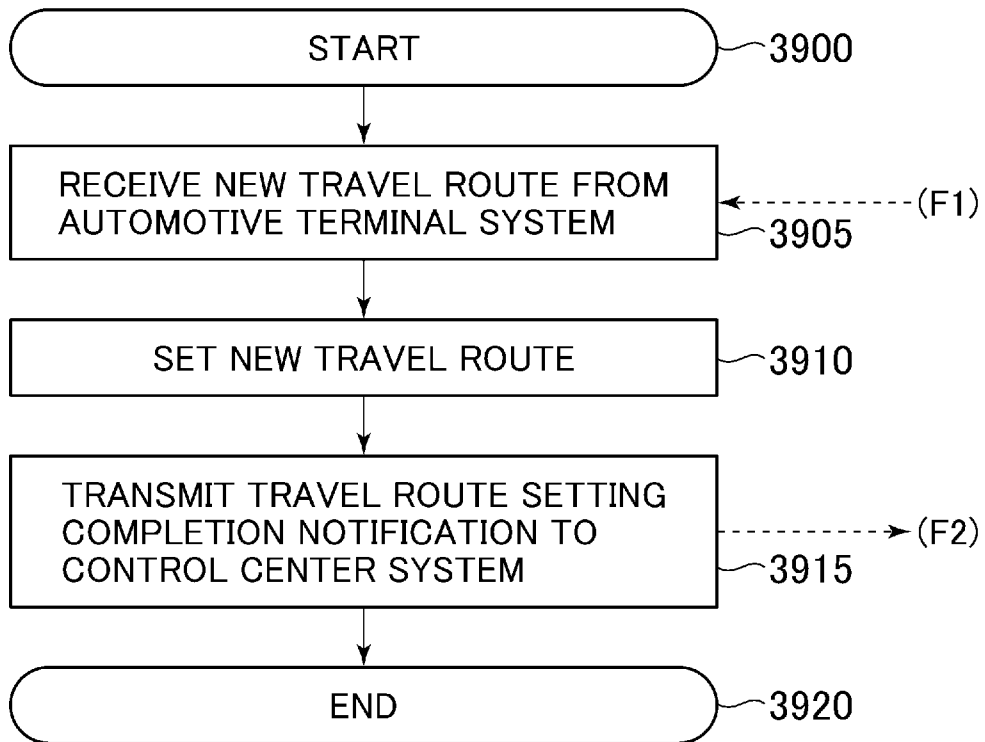 START
3900
RECEIVE NEW TRAVEL ROUTE FROM
AUTOMOTIVE TERMINAL SYSTEM
(F1)
3905
SET NEW TRAVEL ROUTE
3910
TRANSMIT TRAVEL ROUTE SETTING
COMPLETION NOTIFICATION TO
CONTROL CENTER SYSTEM
(F2)
3915
END
3920